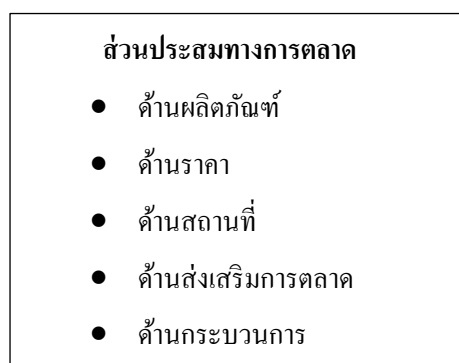 ส่วนประสมทางการตลาด
● ด้านผลิตภัณฑ์
● ด้านราคา
● ด้านสถานที่
● ด้านส่งเสริมการตลาด
● ด้านกระบวนการ